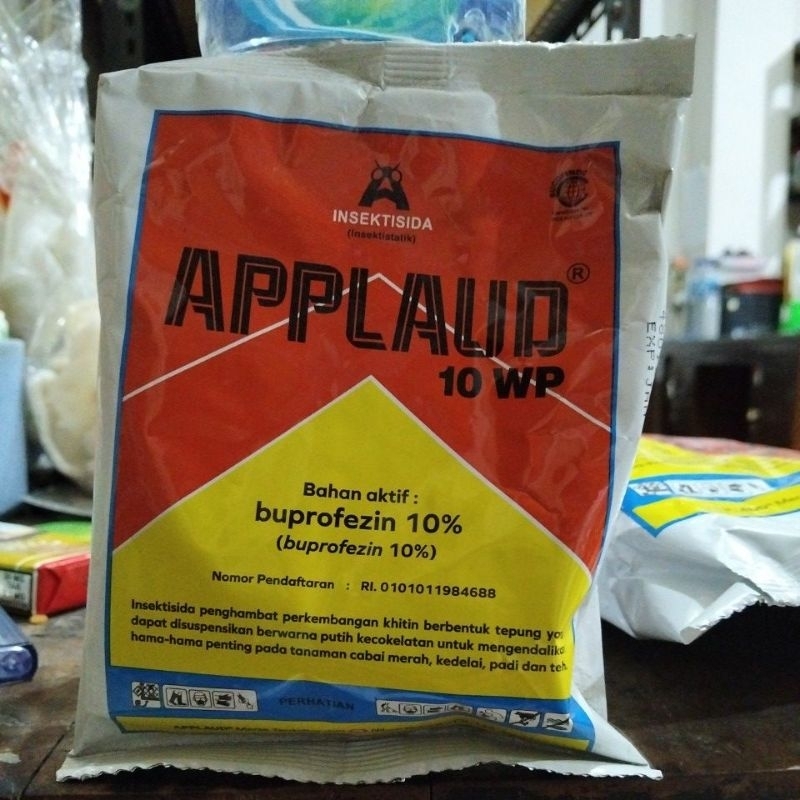 INSEKTISIDA
(Insektistatik)
APPLAUD®
10 WP
Bahan aktif :
buprofezin 10%
(buprofezin 10%)
Nomor Pendaftaran : RI. 0101011984688
Insektisida penghambat perkembangan khitin berbentuk tepung
dapat disuspensikan berwarna putih kecokelatan untuk
hama-hama penting pada tanaman cabai merah, kedelai, padi dan teh.
PERHATIAN
EXP: